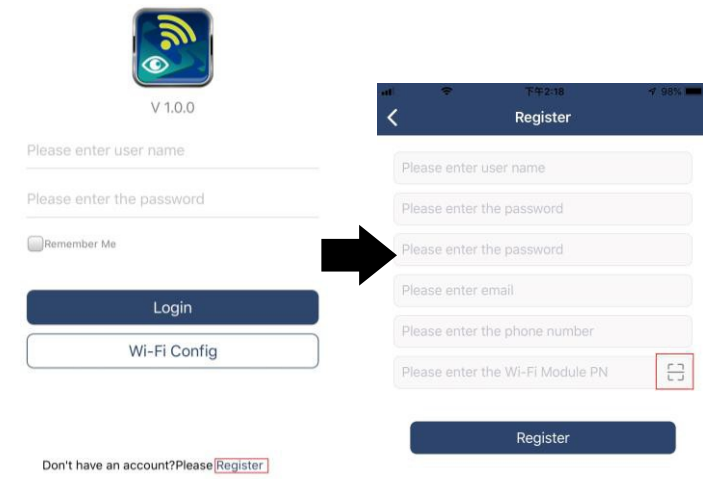 V 1.0.0
Please enter user name
Please enter the password
Remember Me
Login
Wi-Fi Config
Don't have an account?Please Register
下午2:18
98%
Register
Please enter user name
Please enter the password
Please enter the password
Please enter email
Please enter the phone number
Please enter the Wi-Fi Module PN
Register